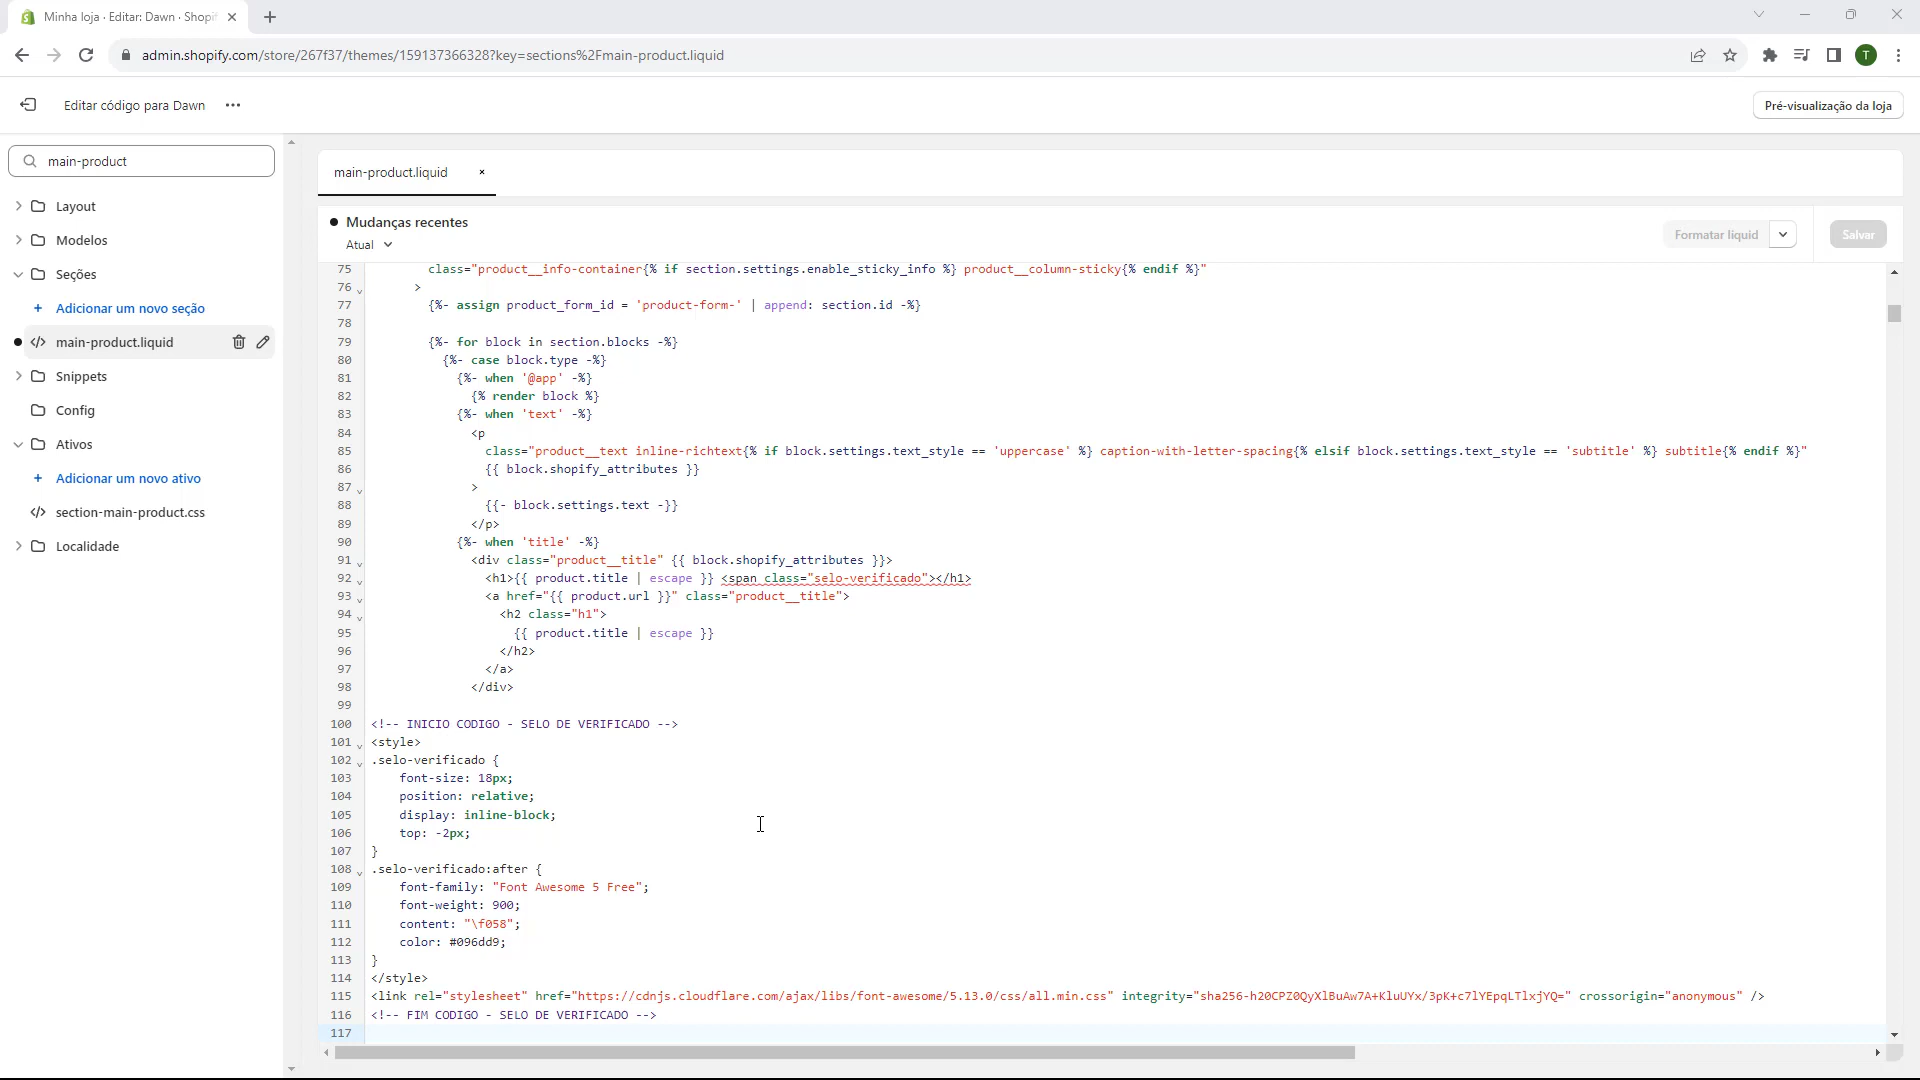 Minha loja · Editar: Dawn · Shopif
admin.shopify.com/store/267f37/themes/159137366328?key=sections%2Fmain-product.liquid
T
Editar código para Dawn
Pré-visualização da loja
main-product
Layout
Modelos
Seções
+ Adicionar um novo seção
</> main-product.liquid
Snippets
Config
Ativos
+ Adicionar um novo ativo
</> section-main-product.css
Localidade
main-product.liquid
Mudanças recentes
Atual
Formatar liquid
Salvar
75 class="product__info-container{% if section.settings.enable_sticky_info %} product__column-sticky{% endif %}"
76 >
77 {%- assign product_form_id = 'product-form-' | append: section.id -%}
78
79 {%- for block in section.blocks -%}
80 {%- case block.type -%}
81 {%- when '@app' -%}
82 {% render block %}
83 {%- when 'text' -%}
84 <p
85 class="product__text inline-richtext{% if block.settings.text_style == 'uppercase' %} caption-with-letter-spacing{% elsif block.settings.text_style == 'subtitle' %} subtitle{% endif %}"
86 {{ block.shopify_attributes }}
87 >
88 {{- block.settings.text -}}
89 </p>
90 {%- when 'title' -%}
91 <div class="product__title" {{ block.shopify_attributes }}>
92 <h1>{{ product.title | escape }} <span class="selo-verificado"></h1>
93 <a href="{{ product.url }}" class="product__title">
94 <h2 class="h1">
95 {{ product.title | escape }}
96 </h2>
97 </a>
98 </div>
99
100 <!-- INICIO CODIGO - SELO DE VERIFICADO -->
101 <style>
102 .selo-verificado {
103 font-size: 18px;
104 position: relative;
105 display: inline-block;
106 top: -2px;
107 }
108 .selo-verificado:after {
109 font-family: "Font Awesome 5 Free";
110 font-weight: 900;
111 content: "\f058";
112 color: #096dd9;
113 }
114 </style>
115 <link rel="stylesheet" href="https://cdnjs.cloudflare.com/ajax/libs/font-awesome/5.13.0/css/all.min.css" integrity="sha256-h20CPZ0QyXlBuAw7A+KluUYx/3pK+c7lYEpqLTlxjYQ=" crossorigin="anonymous" />
116 <!-- FIM CODIGO - SELO DE VERIFICADO -->
117